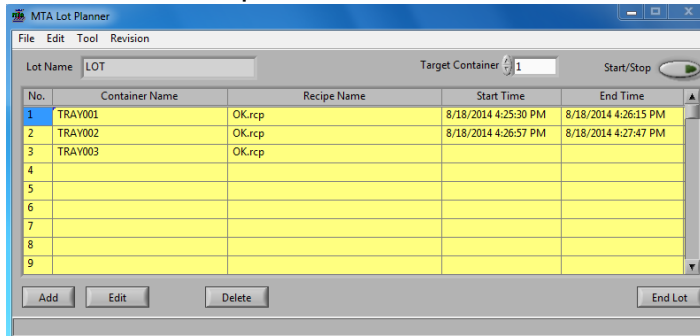 MTA Lot Planner
File Edit Tool Revision
Lot Name LOT Target Container 1 Start/Stop
No. Container Name Recipe Name Start Time End Time
1 TRAY001 OK.rcp 8/18/2014 4:25:30 PM 8/18/2014 4:26:15 PM
2 TRAY002 OK.rcp 8/18/2014 4:26:57 PM 8/18/2014 4:27:47 PM
3 TRAY003 OK.rcp
4
5
6
7
8
9
Add Edit Delete End Lot